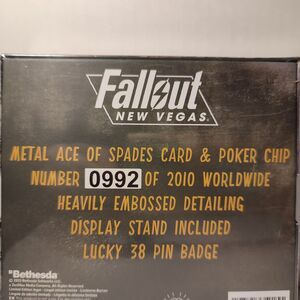 Fallout
NEW VEGAS
METAL ACE OF SPADES CARD & POKER CHIP
NUMBER 0992 OF 2010 WORLDWIDE
HEAVILY EMBOSSED DETAILING
DISPLAY STAND INCLUDED
LUCKY 38 PIN BADGE
Bethesda